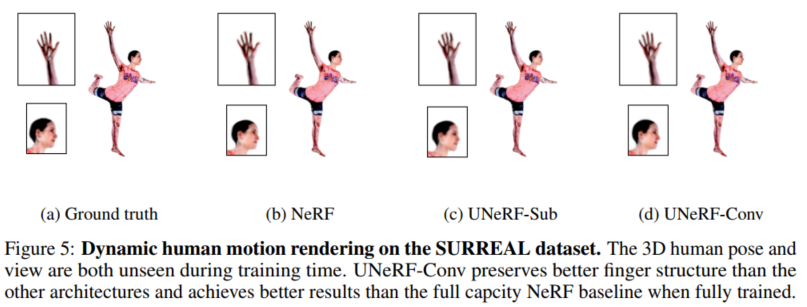 (a) Ground truth
(b) NeRF
(c) UNeRF-Sub
(d) UNeRF-Conv
Figure 5: Dynamic human motion rendering on the SURREAL dataset. The 3D human pose and
view are both unseen during training time. UNeRF-Conv preserves better finger structure than the
other architectures and achieves better results than the full capcity NeRF baseline when fully trained.